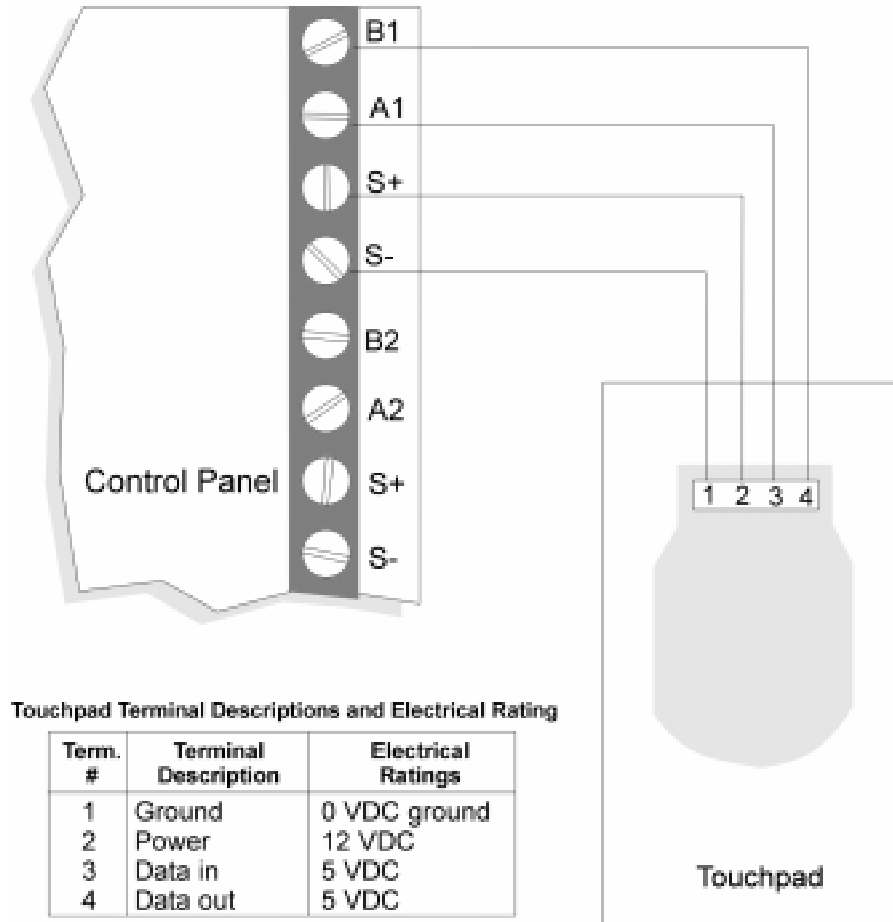 B1
A1
S+
S-
B2
A2
Control Panel
S+
S-
1 2 3 4
Touchpad Terminal Descriptions and Electrical Rating
Term. # Terminal Description Electrical Ratings
1 Ground 0 VDC ground
2 Power 12 VDC
3 Data in 5 VDC
4 Data out 5 VDC
Touchpad